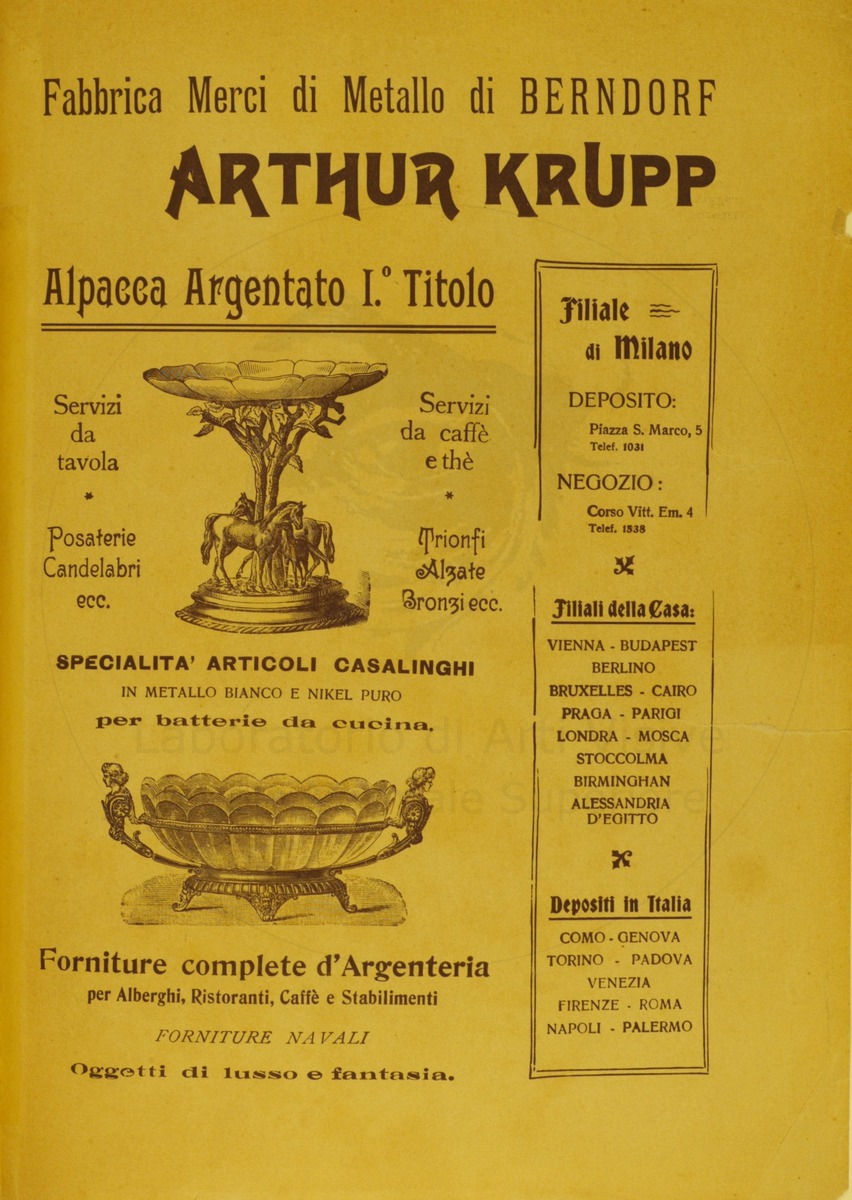 Fabbrica Merci di Metallo di BERNDORF
ARTHUR KRUPP
Alpacca Argentato I.º Titolo
Servizi
da
tavola
*
Posaterie
Candelabri
ecc.
Servizi
da caffè
e thè
*
Trionfi
Alzate
Bronzi ecc.
SPECIALITA' ARTICOLI CASALINGHI
IN METALLO BIANCO E NIKEL PURO
per batterie da cucina.
Forniture complete d'Argenteria
per Alberghi, Ristoranti, Caffè e Stabilimenti
FORNITURE NAVALI
Oggetti di lusso e fantasia.
Filiale
di Milano
DEPOSITO:
Piazza S. Marco, 5
Telef. 1031
NEGOZIO:
Corso Vitt. Em. 4
Telef. 1838
Filiali della Casa:
VIENNA - BUDAPEST
BERLINO
BRUXELLES - CAIRO
PRAGA - PARIGI
LONDRA - MOSCA
STOCCOLMA
BIRMINGHAN
ALESSANDRIA
D'EGITTO
Depositi in Italia
COMO - GENOVA
TORINO - PADOVA
VENEZIA
FIRENZE - ROMA
NAPOLI - PALERMO
Laboratorio di